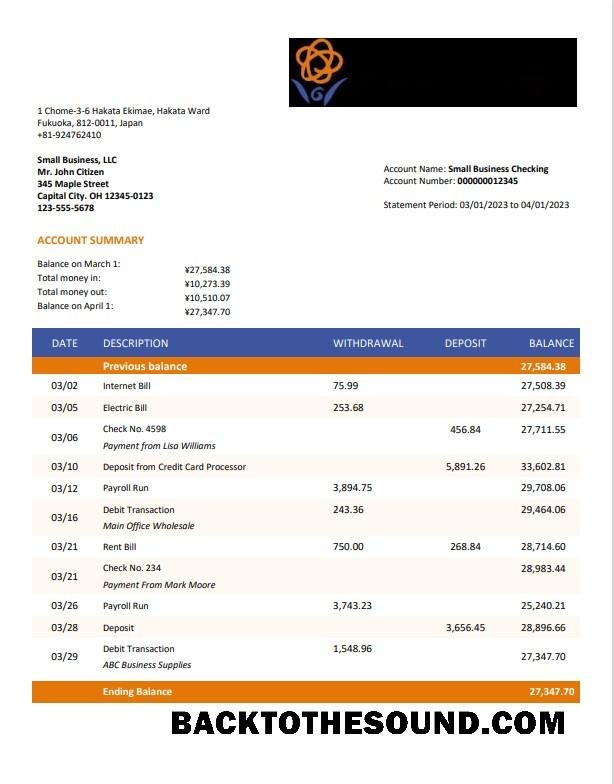 1 Chome-3-6 Hakata Ekimae, Hakata Ward
Fukuoka, 812-0011, Japan
+81-924762410
Small Business, LLC
Mr. John Citizen
345 Maple Street
Capital City. OH 12345-0123
123-555-5678
Account Name: Small Business Checking
Account Number: 000000012345
Statement Period: 03/01/2023 to 04/01/2023
ACCOUNT SUMMARY
Balance on March 1: ¥27,584.38
Total money in: ¥10,273.39
Total money out: ¥10,510.07
Balance on April 1: ¥27,347.70
DATE DESCRIPTION WITHDRAWAL DEPOSIT BALANCE
Previous balance 27,584.38
03/02 Internet Bill 75.99 27,508.39
03/05 Electric Bill 253.68 27,254.71
03/06 Check No. 4598 456.84 27,711.55
Payment from Lisa Williams
03/10 Deposit from Credit Card Processor 5,891.26 33,602.81
03/12 Payroll Run 3,894.75 29,708.06
03/16 Debit Transaction 243.36 29,464.06
Main Office Wholesale
03/21 Rent Bill 750.00 268.84 28,714.60
03/21 Check No. 234 28,983.44
Payment From Mark Moore
03/26 Payroll Run 3,743.23 25,240.21
03/28 Deposit 3,656.45 28,896.66
03/29 Debit Transaction 1,548.96 27,347.70
ABC Business Supplies
Ending Balance 27,347.70
BACKTOTHESOUND.COM